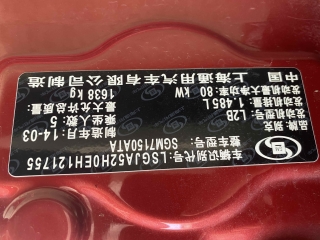 中国 上海通用汽车有限公司制造
品牌：别克
整车型号：SGM7150ATA
发动机型号：L2B
发动机排量：1.485L
发动机最大净功率：80 kW
最大允许总质量：1638 kg
乘坐人数：5
制造年月：14-03
车辆识别代号：LSGJA52H0EH121755